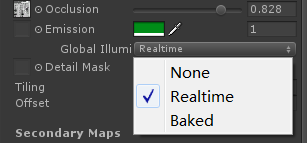 Occlusion 0.828
Emission 1
Global Illumi Realtime
Detail Mask
None
Tiling
Realtime
Offset
Baked
Secondary Maps